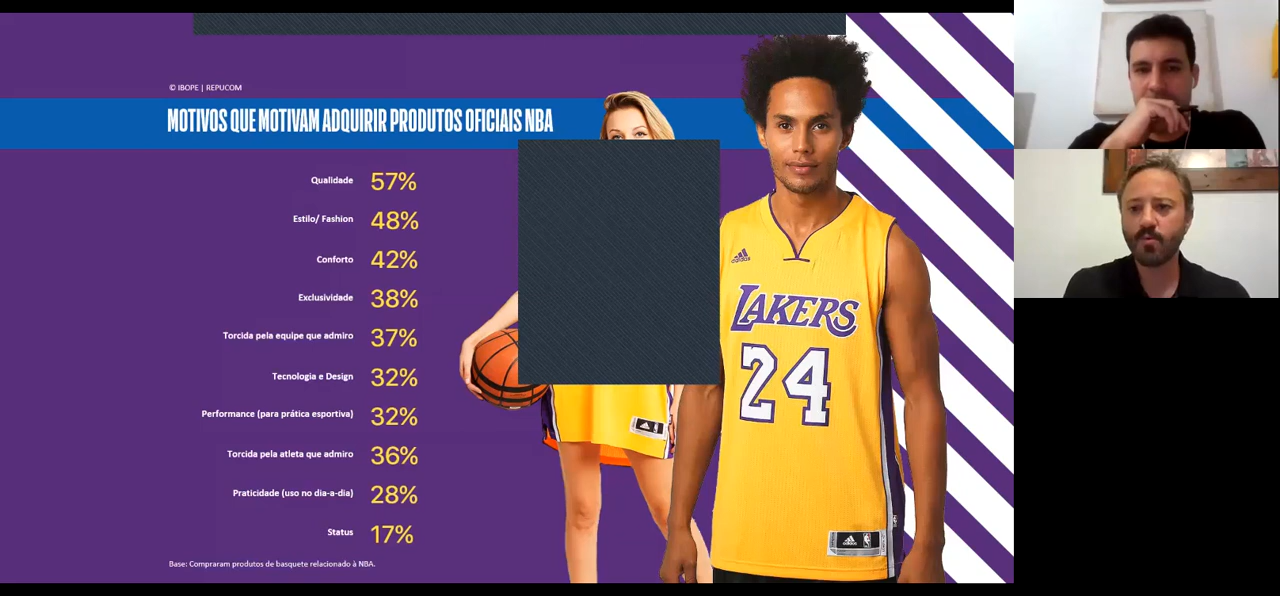 © IBOPE | REPUCOM
MOTIVOS QUE MOTIVAM ADQUIRIR PRODUTOS OFICIAIS NBA
Qualidade 57%
Estilo/ Fashion 48%
Conforto 42%
Exclusividade 38%
Torcida pela equipe que admiro 37%
Tecnologia e Design 32%
Performance (para prática esportiva) 32%
Torcida pela atleta que admiro 36%
Praticidade (uso no dia-a-dia) 28%
Status 17%
Base: Compraram produtos de basquete relacionado à NBA.
adidas
LAKERS
24
adidas